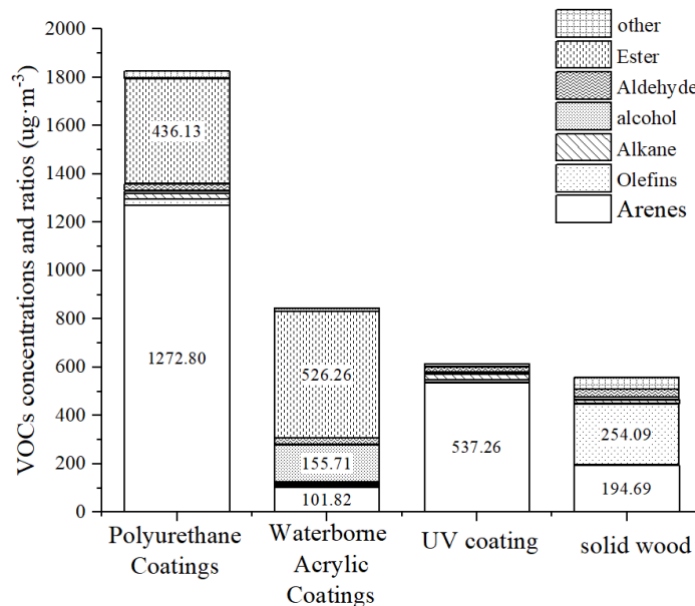 VOCs concentrations and ratios (ug·m⁻³)
2000
1800
1600
1400
1200
1000
800
600
400
200
0
other
Ester
Aldehyde
alcohol
Alkane
Olefins
Arenes
436.13
1272.80
526.26
155.71
101.82
537.26
254.09
194.69
Polyurethane
Coatings
Waterborne
Acrylic
Coatings
UV coating
solid wood